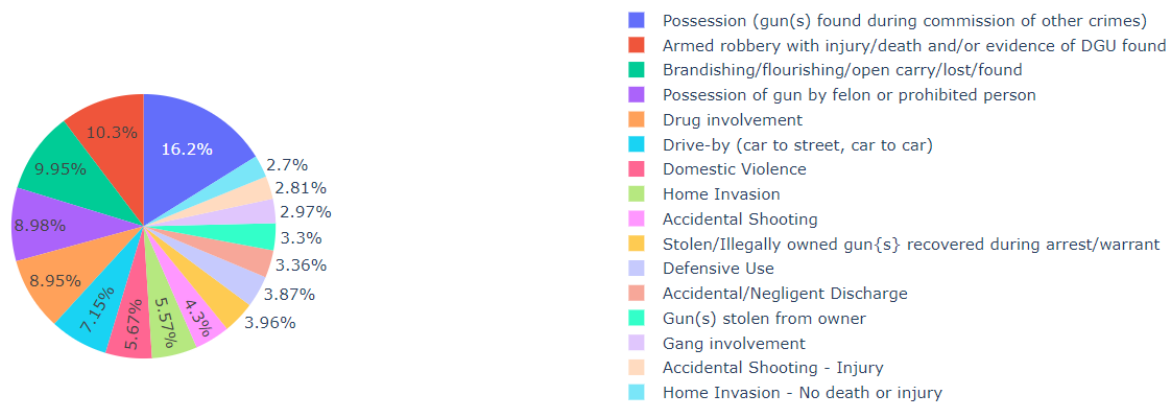 16.2%
10.3%
9.95%
8.98%
8.95%
7.15%
5.67%
5.57%
4.3%
3.96%
3.87%
3.36%
3.3%
2.97%
2.81%
2.7%
Possession (gun(s) found during commission of other crimes)
Armed robbery with injury/death and/or evidence of DGU found
Brandishing/flourishing/open carry/lost/found
Possession of gun by felon or prohibited person
Drug involvement
Drive-by (car to street, car to car)
Domestic Violence
Home Invasion
Accidental Shooting
Stolen/Illegally owned gun{s} recovered during arrest/warrant
Defensive Use
Accidental/Negligent Discharge
Gun(s) stolen from owner
Gang involvement
Accidental Shooting - Injury
Home Invasion - No death or injury